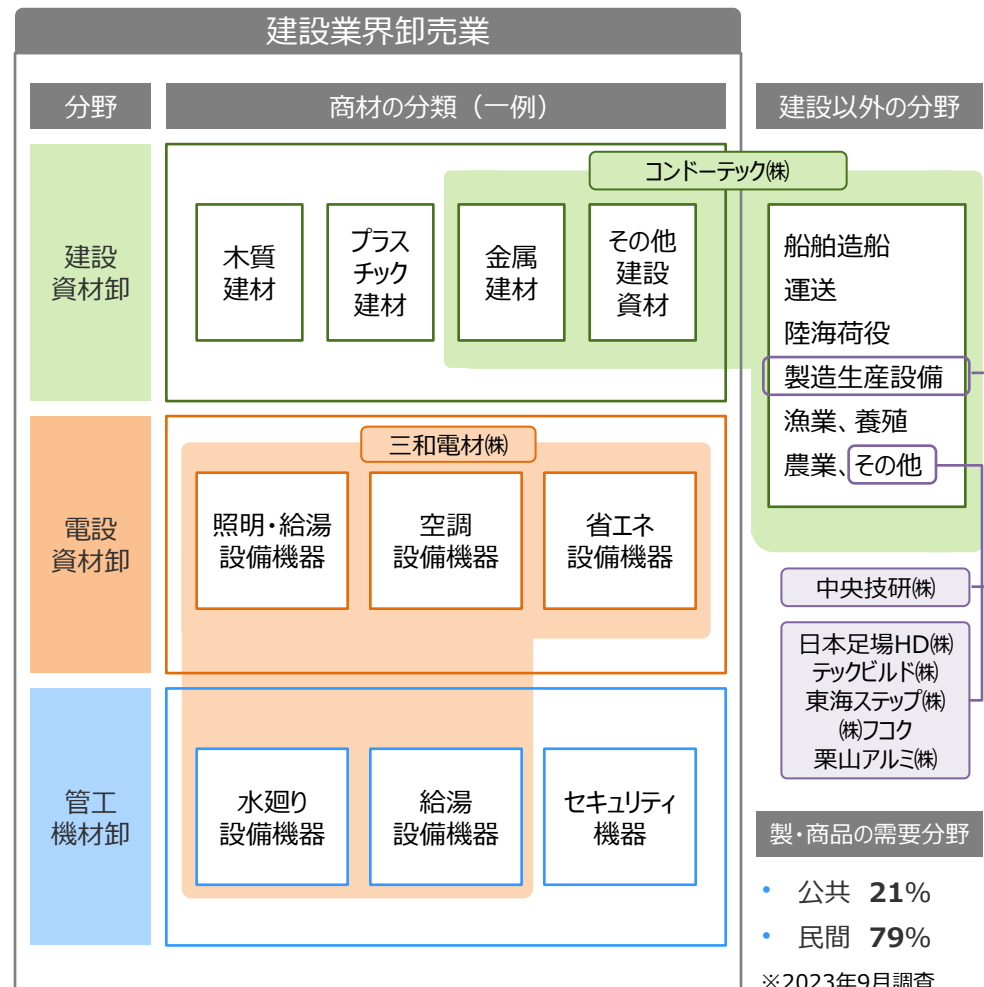 建設業界卸売業
分野
商材の分類（一例）
建設以外の分野
コンドーテック㈱
建設
資材卸
木質
建材
プラス
チック
建材
金属
建材
その他
建設
資材
船舶造船
運送
陸海荷役
製造生産設備
漁業、養殖
農業、その他
三和電材㈱
電設
資材卸
照明・給湯
設備機器
空調
設備機器
省エネ
設備機器
中央技研㈱
日本足場HD㈱
テックビルド㈱
東海ステップ㈱
㈱フコク
栗山アルミ㈱
管工
機材卸
水廻り
設備機器
給湯
設備機器
セキュリティ
機器
製・商品の需要分野
• 公共 21%
• 民間 79%
※2023年9月調査